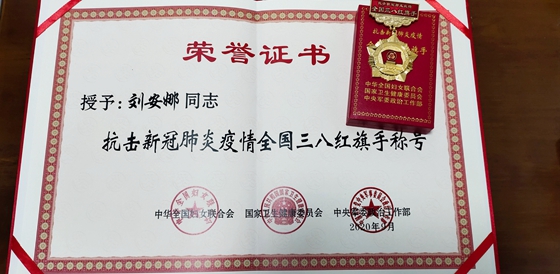 荣誉证书
授予:刘安娜 同志
抗击新冠肺炎疫情全国三八红旗手称号
中华全国妇女联合会 国家卫生健康委员会 中央军委政治工作部
2020年9月
全国三八红旗手
抗击新冠肺炎疫情
旗手
中华全国妇女联合会
国家卫生健康委员会
中央军委政治工作部